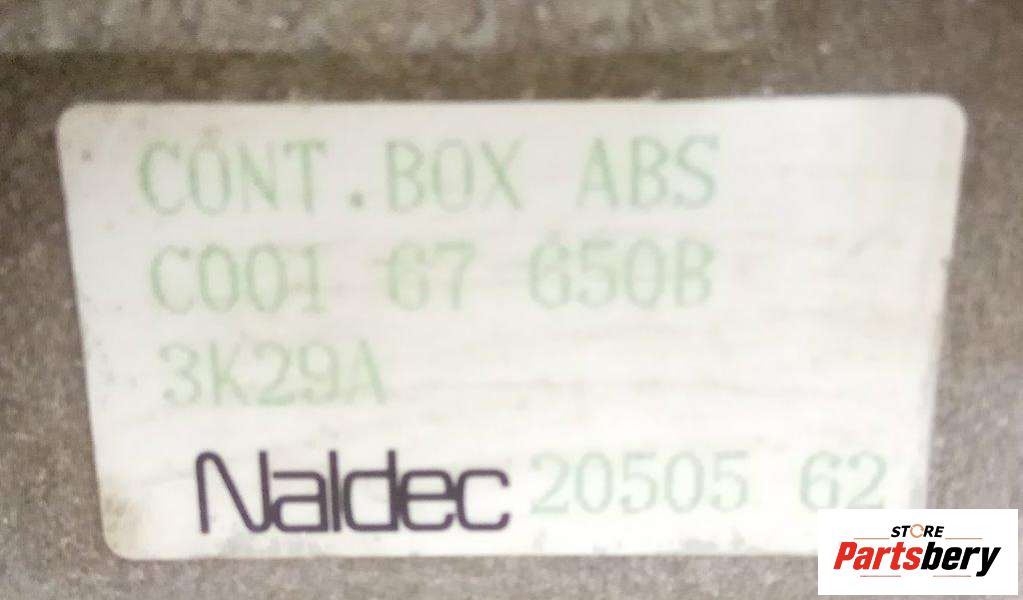 CONT.BOX ABS
C001 67 650B
3K29A
Naldec 20505 62
STORE
Partsbery